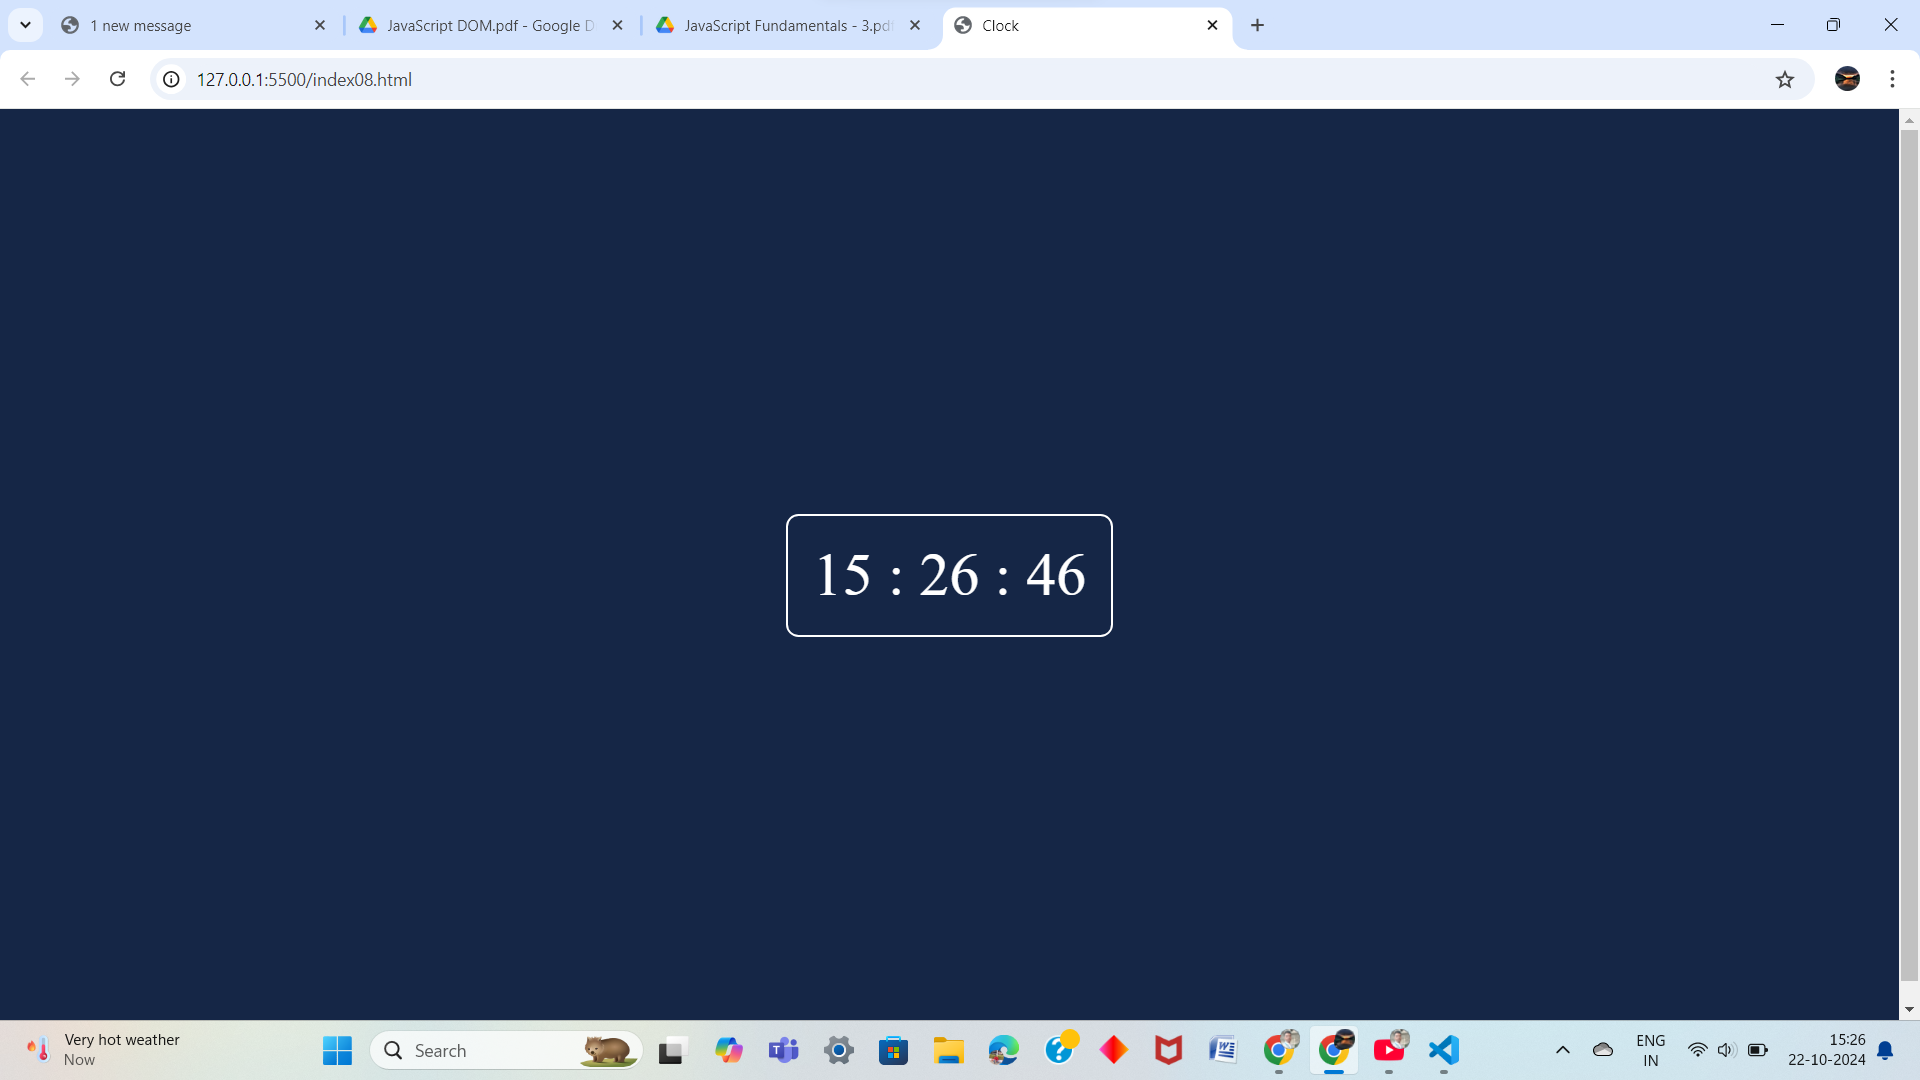 1 new message
JavaScript DOM.pdf - Google D
JavaScript Fundamentals - 3.pdf
Clock
127.0.0.1:5500/index08.html
15 : 26 : 46
Very hot weather
Now
Search
ENG
IN
15:26
22-10-2024